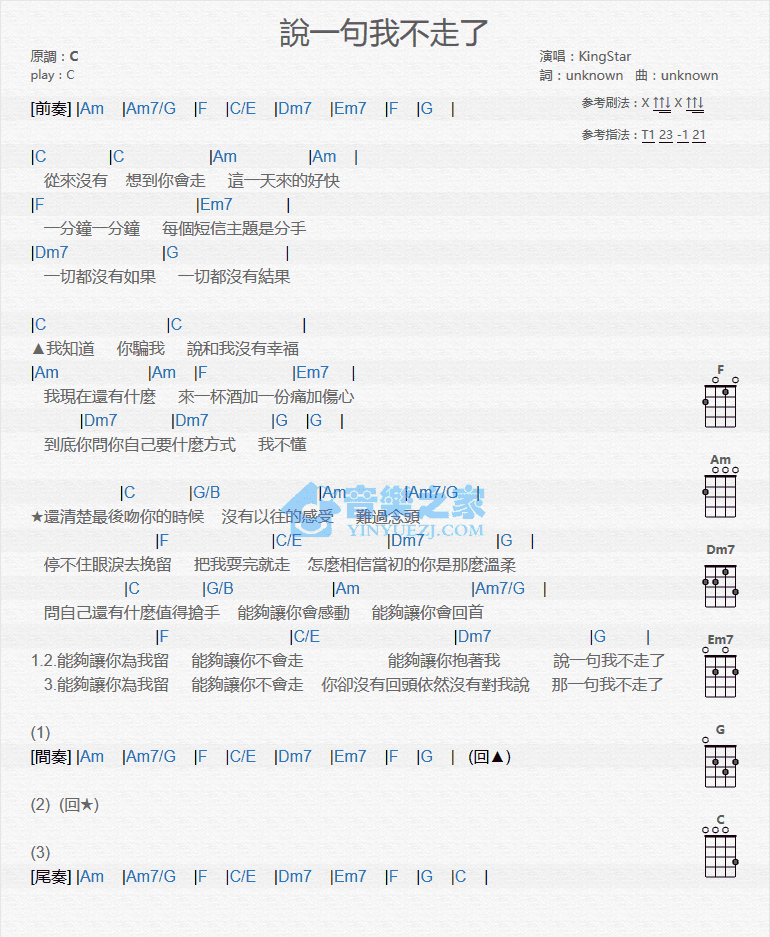 說一句我不走了
原調：C
play：C
演唱：KingStar
詞：unknown 曲：unknown
參考刷法：X ↑↑↓ X ↑↑↓
參考指法：T1 23 -1 21
[前奏] |Am |Am7/G |F |C/E |Dm7 |Em7 |F |G |
|C |C |Am |Am |
從來沒有 想到你會走 這一天來的好快
|F |Em7 |
一分鐘一分鐘 每個短信主題是分手
|Dm7 |G |
一切都沒有如果 一切都沒有結果
|C |C |
▲我知道 你騙我 說和我沒有幸福
|Am |Am |F |Em7 |
我現在還有什麼 來一杯酒加一份痛加傷心
|Dm7 |Dm7 |G |G |
到底你問你自己要什麼方式 我不懂
|C |G/B |Am |Am7/G |
★還清楚最後吻你的時候 沒有以往的感受 難過念頭
音樂之家
YINYUEZJ.COM
|F |C/E |Dm7 |G |
停不住眼淚去挽留 把我耍完就走 怎麼相信當初的你是那麼溫柔
|C |G/B |Am |Am7/G |
問自己還有什麼值得搶手 能夠讓你會感動 能夠讓你會回首
|F |C/E |Dm7 |G |
1.2.能夠讓你為我留 能夠讓你不會走 能夠讓你抱著我 說一句我不走了
3.能夠讓你為我留 能夠讓你不會走 你卻沒有回頭依然沒有對我說 那一句我不走了
(1)
[間奏] |Am |Am7/G |F |C/E |Dm7 |Em7 |F |G | (回▲)
(2) (回★)
(3)
[尾奏] |Am |Am7/G |F |C/E |Dm7 |Em7 |F |G |C |
F
Am
Dm7
Em7
G
C